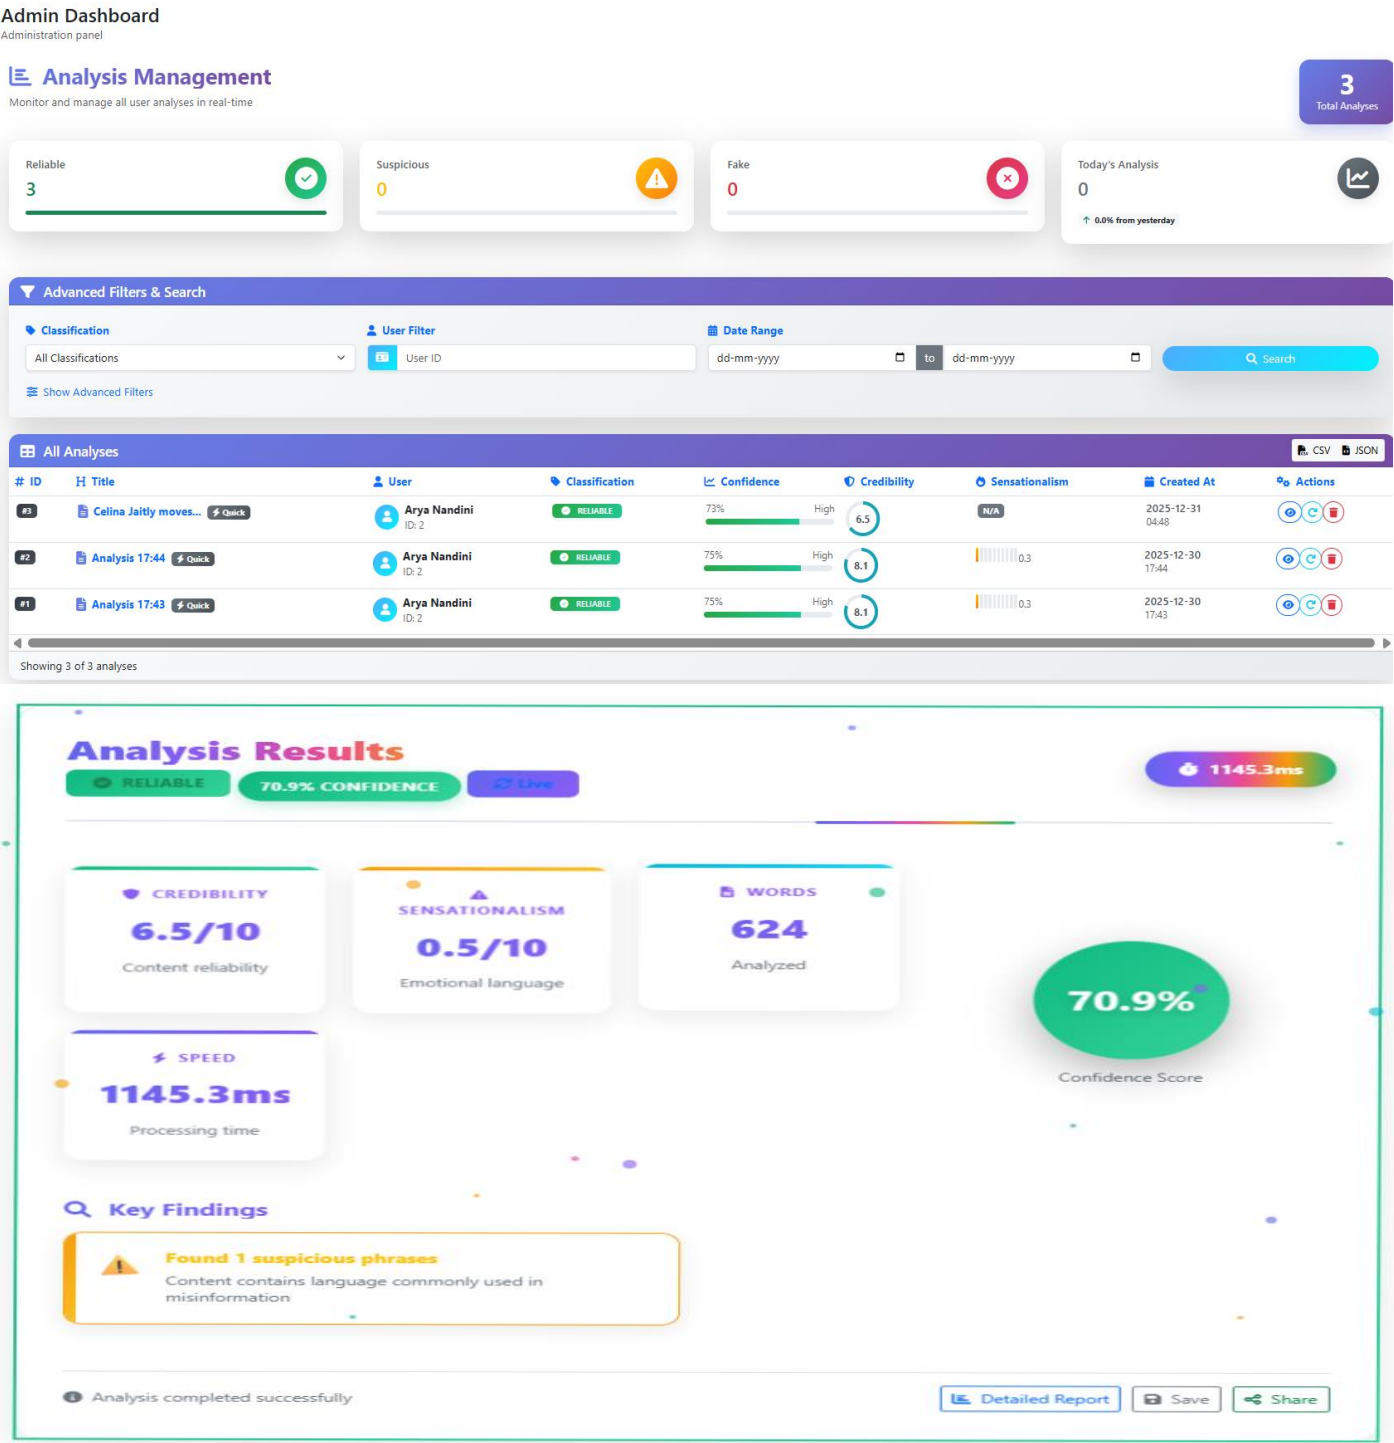 Admin Dashboard
Administration panel
Analysis Management
Monitor and manage all user analyses in real-time
3
Total Analyses
Reliable
3
Suspicious
0
Fake
0
Today's Analysis
0
↑ 0.0% from yesterday
Advanced Filters & Search
Classification User Filter Date Range
All Classifications User ID dd-mm-yyyy to dd-mm-yyyy Search
Show Advanced Filters
All Analyses CSV JSON
# ID Title User Classification Confidence Credibility Sensationalism Created At Actions
#3 Celina Jaitly moves... Quick Arya Nandini RELIABLE 73% High 6.5 N/A 2025-12-31
ID: 2 04:48
#2 Analysis 17:44 Quick Arya Nandini RELIABLE 75% High 8.1 0.3 2025-12-30
ID: 2 17:44
#1 Analysis 17:43 Quick Arya Nandini RELIABLE 75% High 8.1 0.3 2025-12-30
ID: 2 17:43
Showing 3 of 3 analyses
Analysis Results
RELIABLE 70.9% CONFIDENCE Live
1145.3ms
CREDIBILITY
6.5/10
Content reliability
SENSATIONALISM
0.5/10
Emotional language
WORDS
624
Analyzed
70.9%
Confidence Score
SPEED
1145.3ms
Processing time
Key Findings
Found 1 suspicious phrases
Content contains language commonly used in
misinformation
Analysis completed successfully
Detailed Report Save Share